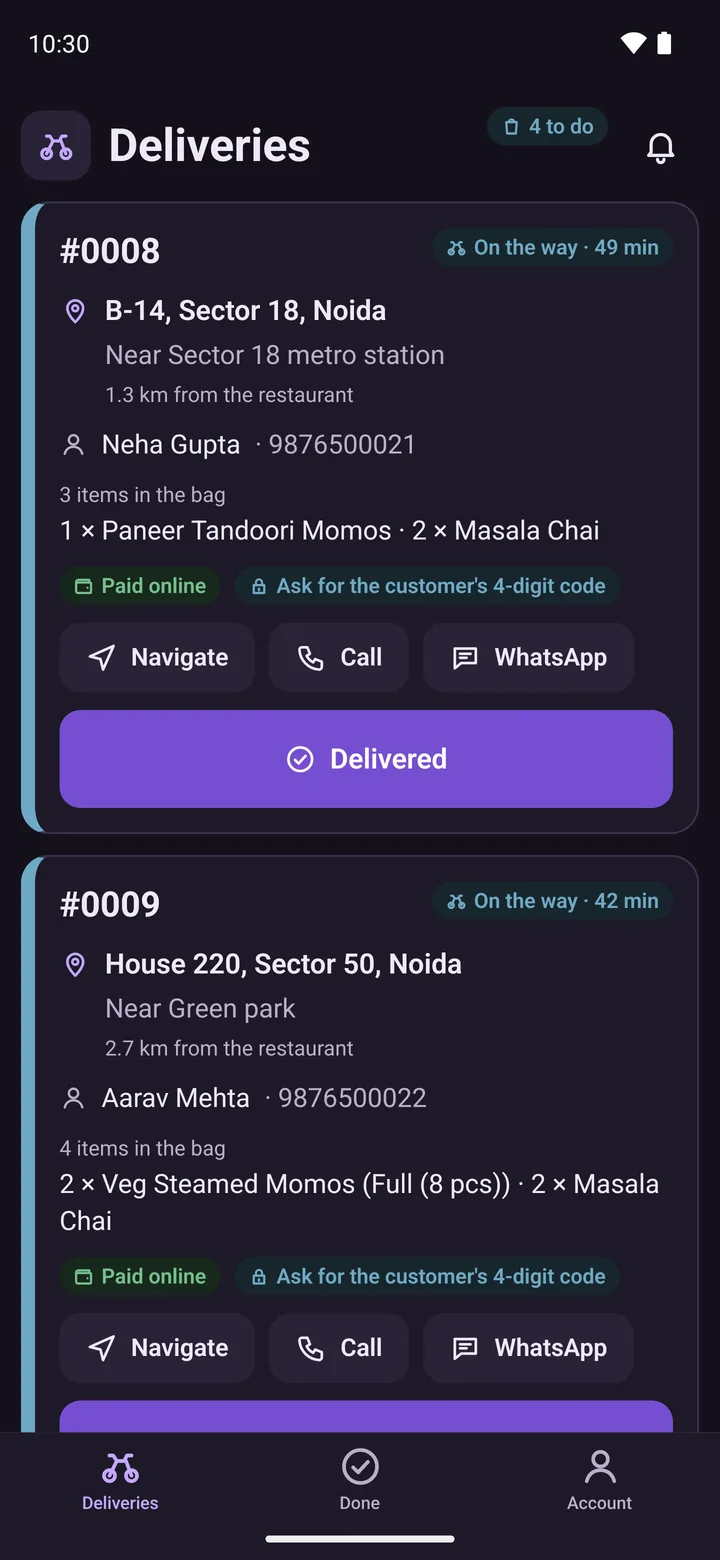 10:30
Deliveries
4 to do
#0008
On the way · 49 min
B-14, Sector 18, Noida
Near Sector 18 metro station
1.3 km from the restaurant
Neha Gupta · 9876500021
3 items in the bag
1 × Paneer Tandoori Momos · 2 × Masala Chai
Paid online
Ask for the customer's 4-digit code
Navigate
Call
WhatsApp
Delivered
#0009
On the way · 42 min
House 220, Sector 50, Noida
Near Green park
2.7 km from the restaurant
Aarav Mehta · 9876500022
4 items in the bag
2 × Veg Steamed Momos (Full (8 pcs)) · 2 × Masala
Chai
Paid online
Ask for the customer's 4-digit code
Navigate
Call
WhatsApp
Deliveries
Done
Account